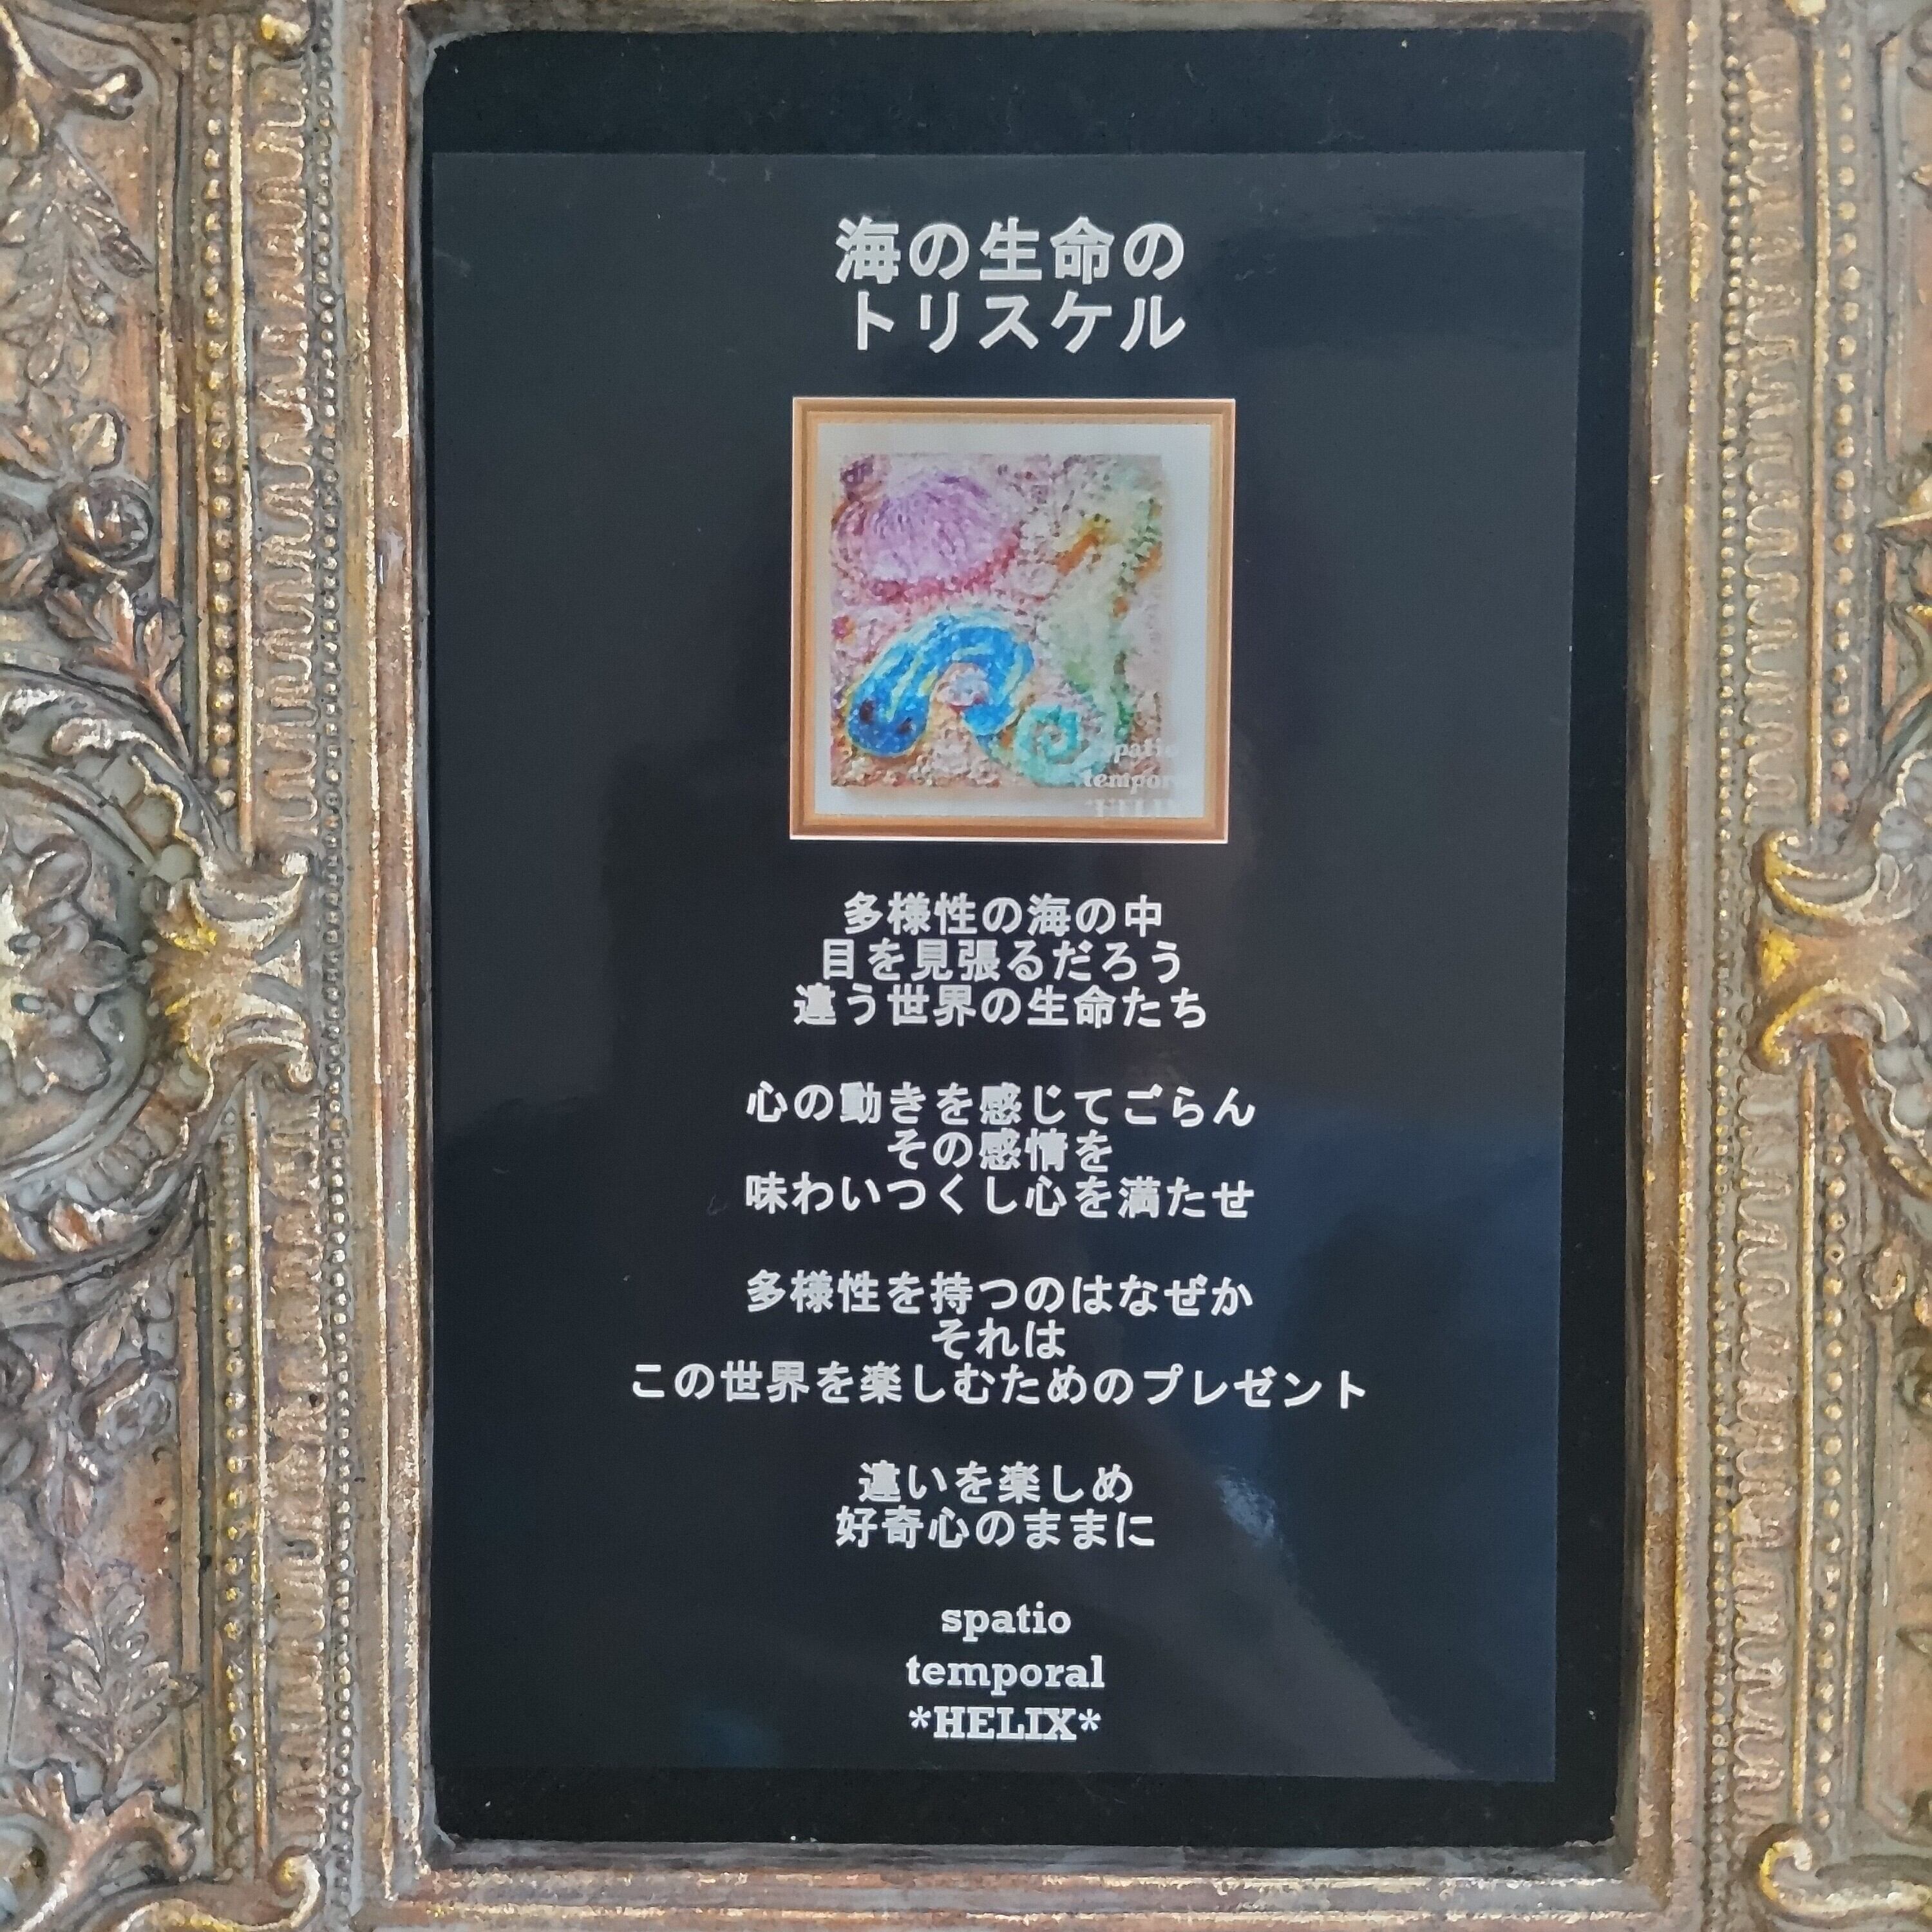 海の生命の
トリスケル
spatio
tempor
*HELIX
多様性の海の中
目を見張るだろう
違う世界の生命たち
心の動きを感じてごらん
その感情を
味わいつくし心を満たせ
多様性を持つのはなぜか
それは
この世界を楽しむためのプレゼント
違いを楽しめ
好奇心のままに
spatio
temporal
*HELIX*